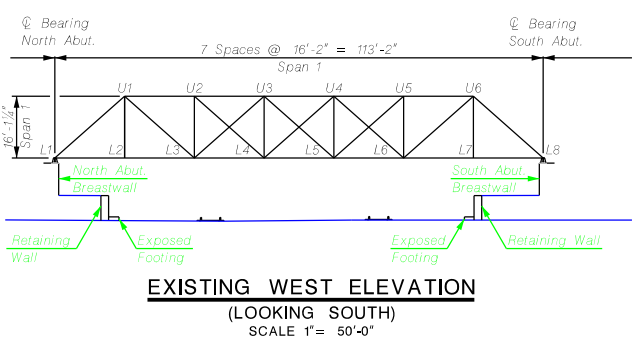 ℄ Bearing
North Abut.
℄ Bearing
South Abut.
7 Spaces @ 16'-2" = 113'-2"
Span 1
16'-1¼"
Span 1
U1 U2 U3 U4 U5 U6
L1 L2 L3 L4 L5 L6 L7 L8
North Abut.
Breastwall
South Abut.
Breastwall
Retaining
Wall
Exposed
Footing
Exposed
Footing
Retaining Wall
EXISTING WEST ELEVATION
(LOOKING SOUTH)
SCALE 1"= 50'-0"